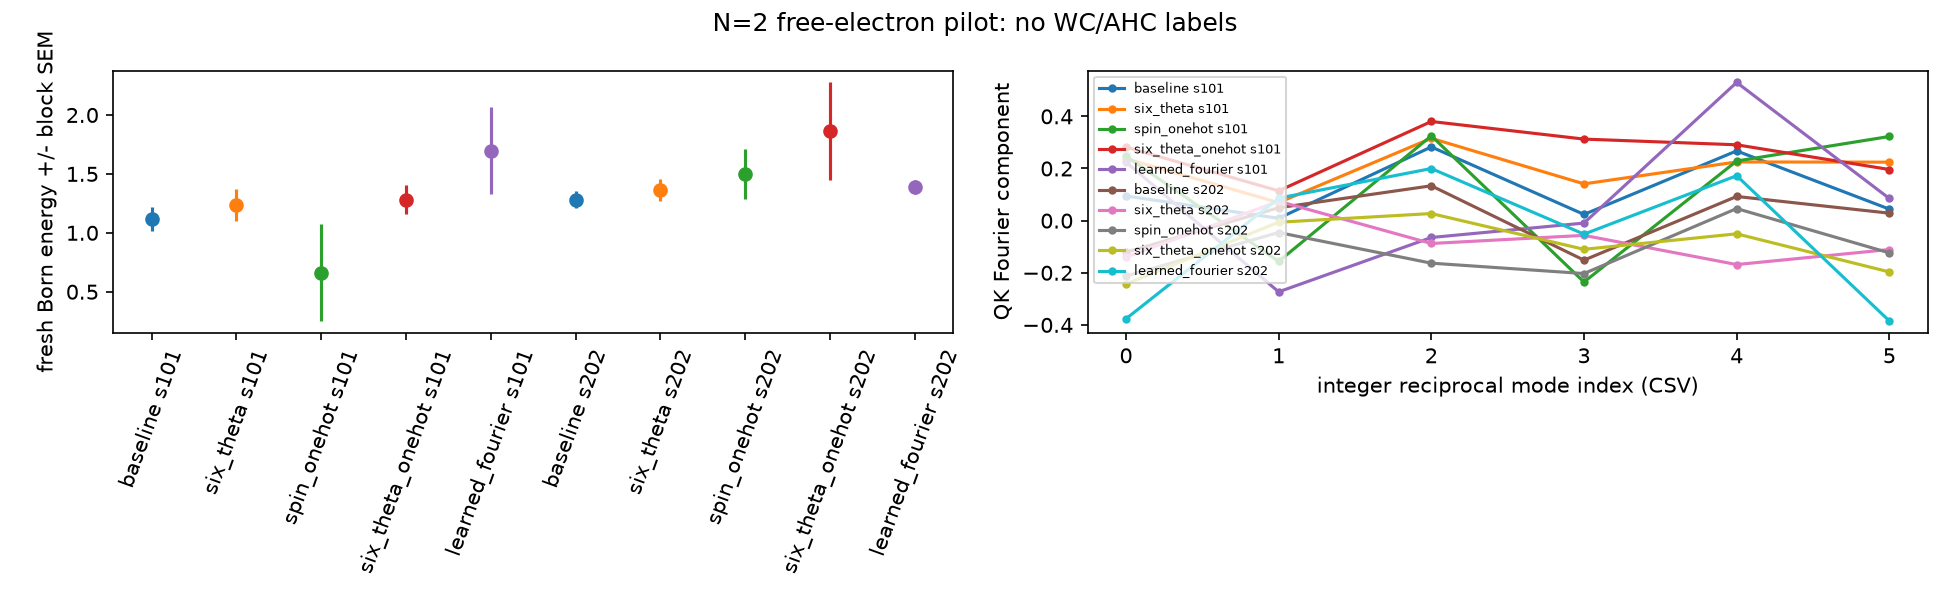 N=2 free-electron pilot: no WC/AHC labels
fresh Born energy +/- block SEM
2.0
1.5
1.0
0.5
baseline s101
six_theta s101
spin_onehot s101
six_theta_onehot s101
learned_fourier s101
baseline s202
six_theta s202
spin_onehot s202
six_theta_onehot s202
learned_fourier s202
QK Fourier component
0.4
0.2
0.0
−0.2
−0.4
baseline s101
six_theta s101
spin_onehot s101
six_theta_onehot s101
learned_fourier s101
baseline s202
six_theta s202
spin_onehot s202
six_theta_onehot s202
learned_fourier s202
0 1 2 3 4 5
integer reciprocal mode index (CSV)